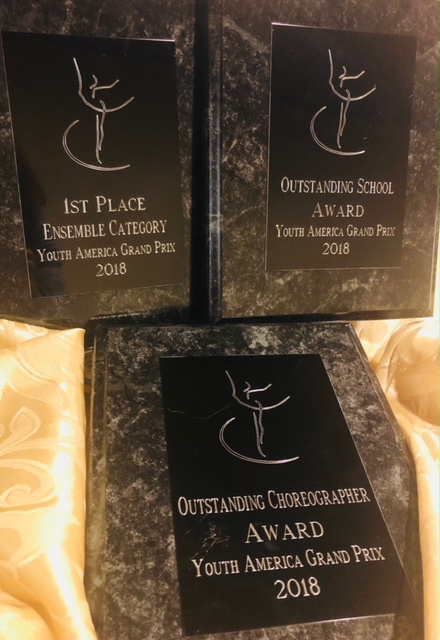 1ST PLACE
ENSEMBLE CATEGORY
YOUTH AMERICA GRAND PRIX
2018
OUTSTANDING SCHOOL
AWARD
YOUTH AMERICA GRAND PRIX
2018
OUTSTANDING CHOREOGRAPHER
AWARD
YOUTH AMERICA GRAND PRIX
2018